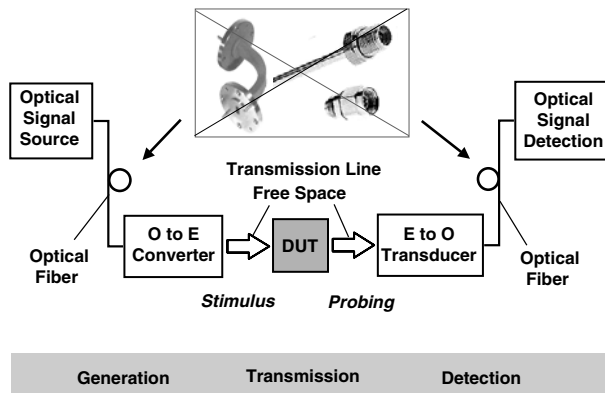 Optical
Signal
Source
Optical
Signal
Detection
Transmission Line
Free Space
Optical
Fiber
O to E
Converter
DUT
E to O
Transducer
Optical
Fiber
Stimulus
Probing
Generation
Transmission
Detection